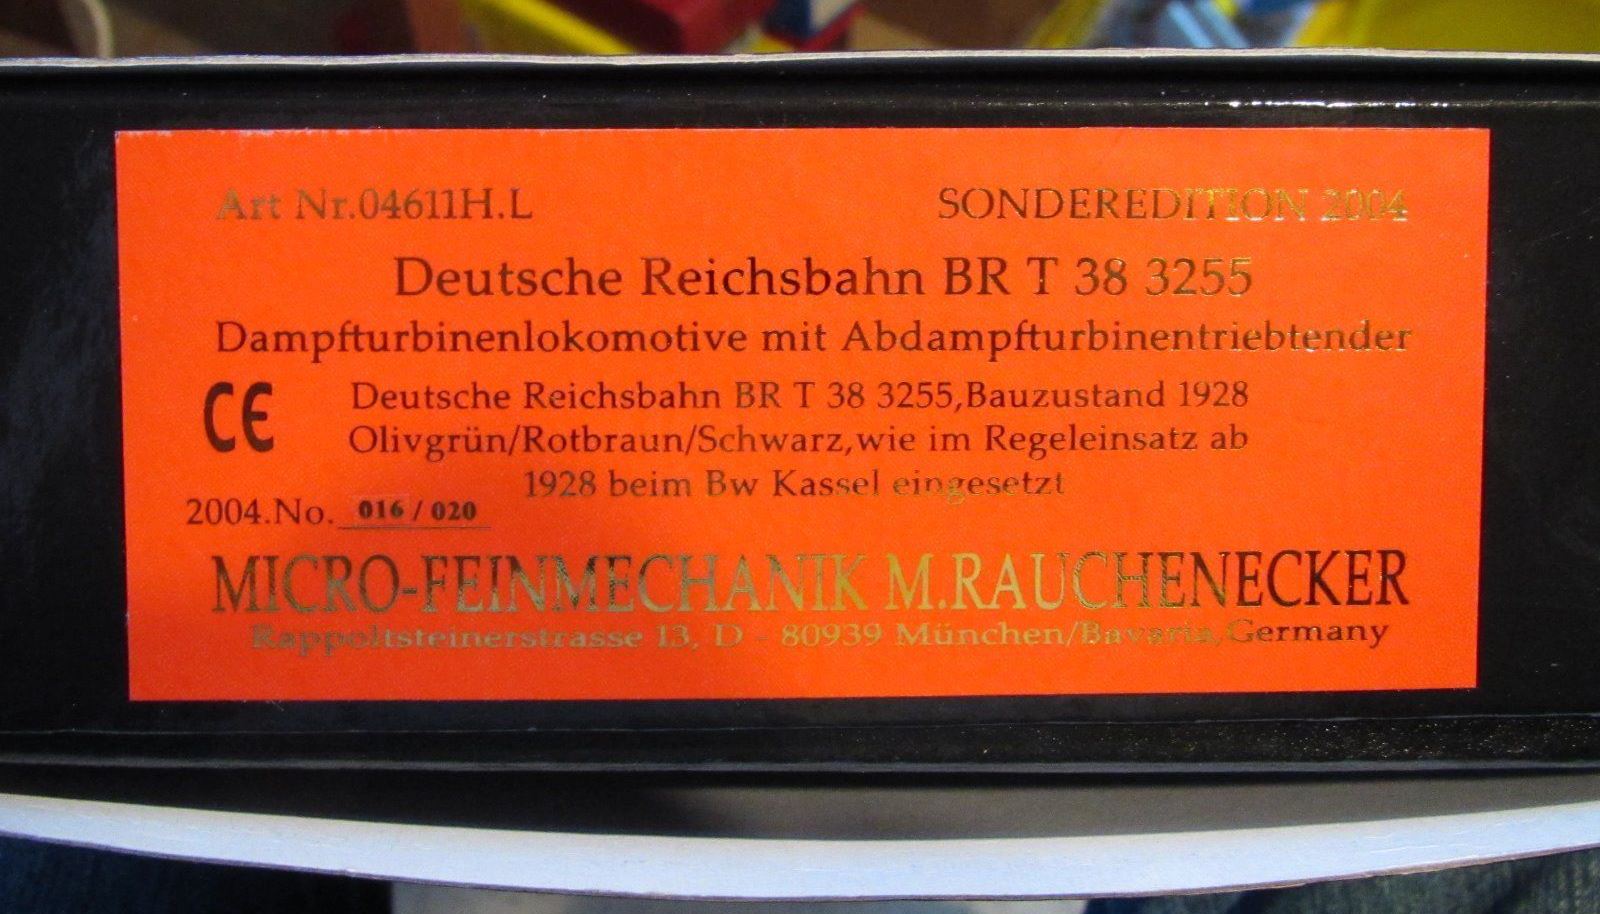 Art Nr.04611H.L SONDEREDITION 2004
Deutsche Reichsbahn BR T 38 3255
Dampfturbinenlokomotive mit Abdampfturbinentriebtender
CE Deutsche Reichsbahn BR T 38 3255,Bauzustand 1928
Olivgrün/Rotbraun/Schwarz,wie im Regeleinsatz ab
1928 beim Bw Kassel eingesetzt
2004.No. 016 / 020
MICRO-FEINMECHANIK M.RAUCHENECKER
Rappoltsteinerstrasse 13, D - 80939 München/Bavaria,Germany